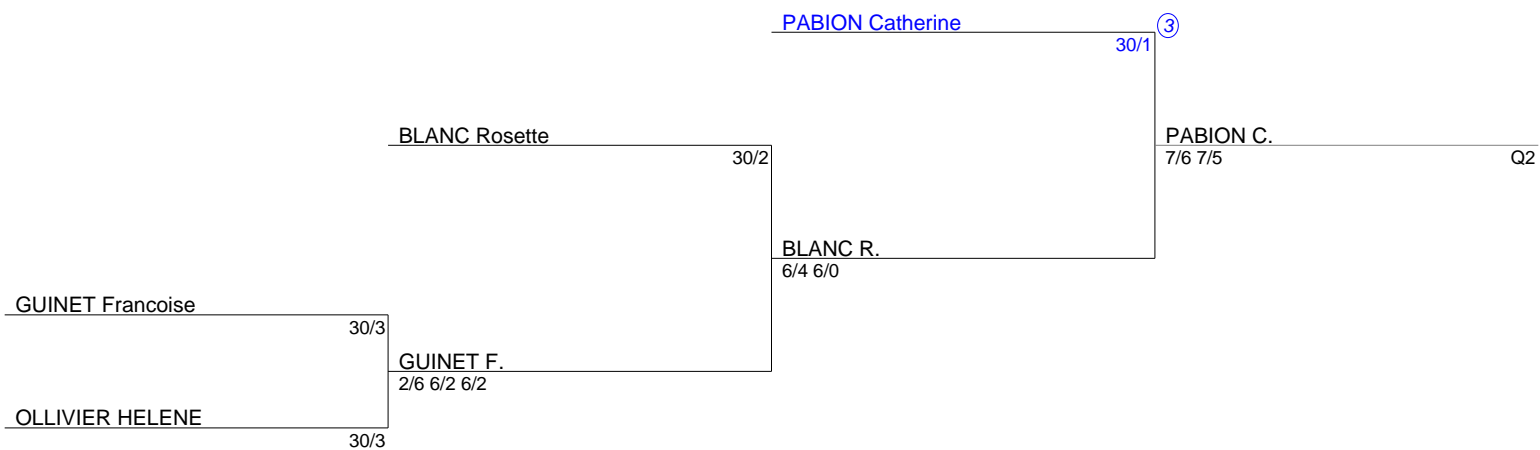 PABION Catherine
3
30/1
BLANC Rosette
30/2
PABION C.
7/6 7/5
Q2
BLANC R.
6/4 6/0
GUINET Francoise
30/3
GUINET F.
2/6 6/2 6/2
OLLIVIER HELENE
30/3